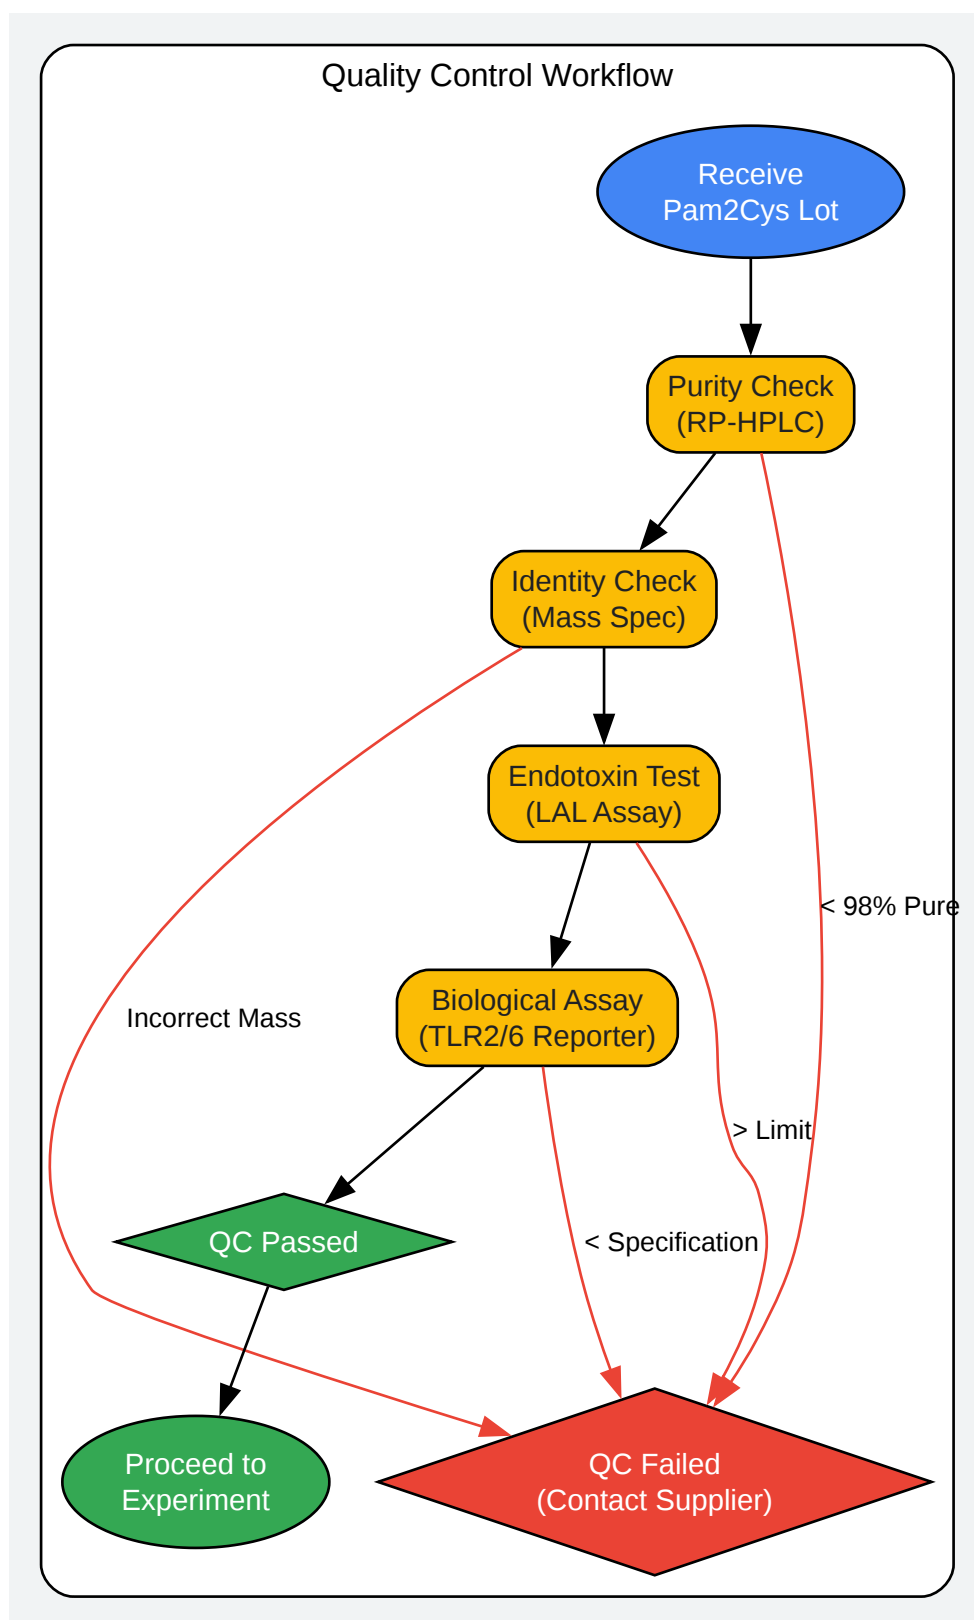 Quality Control Workflow
Receive
Pam2Cys Lot
Purity Check
(RP-HPLC)
Identity Check
(Mass Spec)
Endotoxin Test
(LAL Assay)
< 98% Pure
Biological Assay
(TLR2/6 Reporter)
Incorrect Mass
> Limit
QC Passed
< Specification
Proceed to
Experiment
QC Failed
(Contact Supplier)